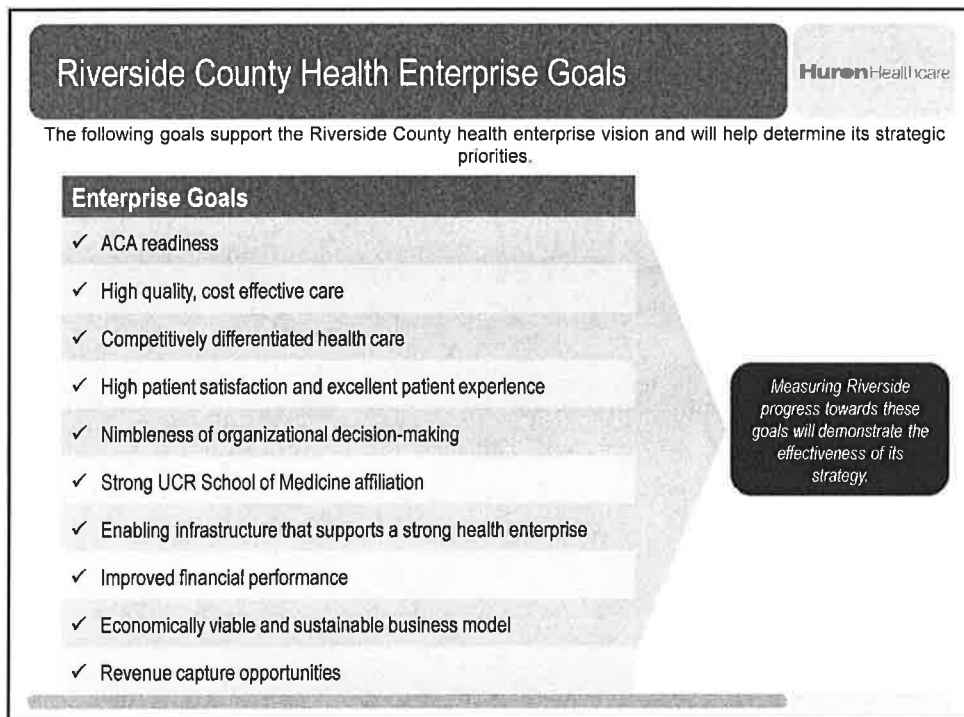 Riverside County Health Enterprise Goals
HuronHealthcare
The following goals support the Riverside County health enterprise vision and will help determine its strategic
priorities.
Enterprise Goals
✓ ACA readiness
✓ High quality, cost effective care
✓ Competitively differentiated health care
✓ High patient satisfaction and excellent patient experience
✓ Nimbleness of organizational decision-making
✓ Strong UCR School of Medicine affiliation
✓ Enabling infrastructure that supports a strong health enterprise
✓ Improved financial performance
✓ Economically viable and sustainable business model
✓ Revenue capture opportunities
Measuring Riverside
progress towards these
goals will demonstrate the
effectiveness of its
strategy.